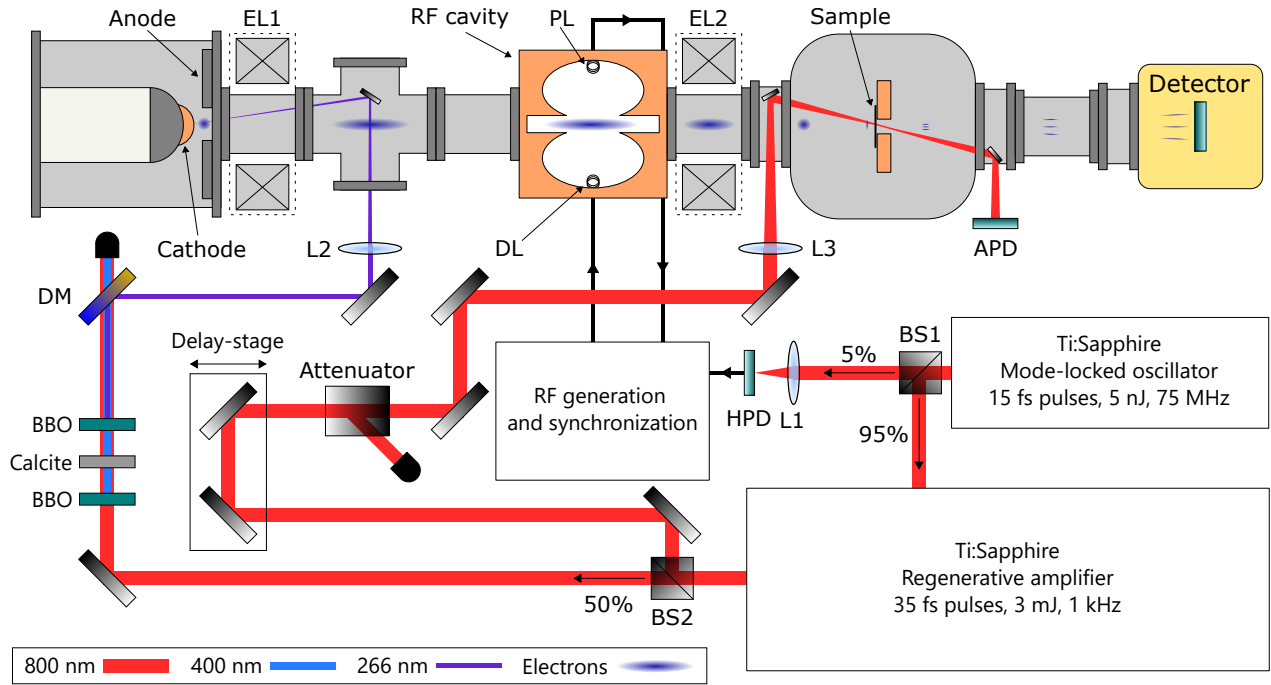 Anode
EL1
RF cavity
PL
EL2
Sample
Detector
Cathode
L2
DL
L3
APD
DM
Delay-stage
Attenuator
BS1
5%
Ti:Sapphire
Mode-locked oscillator
15 fs pulses, 5 nJ, 75 MHz
RF generation
and synchronization
HPD
L1
95%
BBO
Calcite
BBO
Ti:Sapphire
Regenerative amplifier
35 fs pulses, 3 mJ, 1 kHz
50%
BS2
800 nm
400 nm
266 nm
Electrons